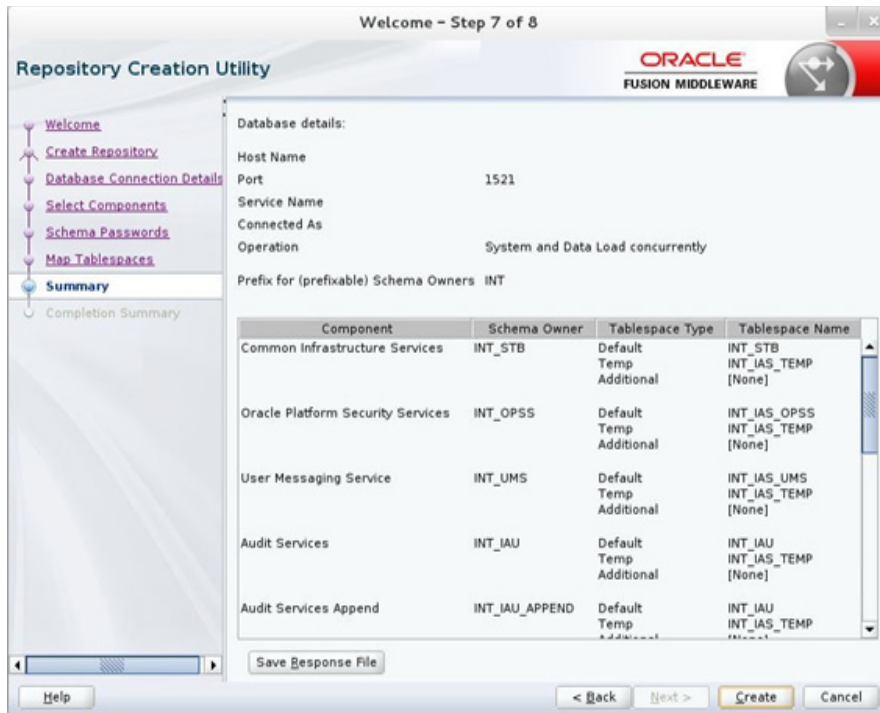 Welcome – Step 7 of 8
Repository Creation Utility
ORACLE
FUSION MIDDLEWARE
Welcome
Create Repository
Database Connection Details
Select Components
Schema Passwords
Map Tablespaces
Summary
Completion Summary
Database details:
Host Name
Port 1521
Service Name
Connected As
Operation System and Data Load concurrently
Prefix for (prefixable) Schema Owners INT
Component Schema Owner Tablespace Type Tablespace Name
Common Infrastructure Services INT_STB Default INT_STB
Temp INT_IAS_TEMP
Additional [None]
Oracle Platform Security Services INT_OPSS Default INT_IAS_OPSS
Temp INT_IAS_TEMP
Additional [None]
User Messaging Service INT_UMS Default INT_IAS_UMS
Temp INT_IAS_TEMP
Additional [None]
Audit Services INT_IAU Default INT_IAU
Temp INT_IAS_TEMP
Additional [None]
Audit Services Append INT_IAU_APPEND Default INT_IAU
Temp INT_IAS_TEMP
Save Response File
Help < Back Next > Create Cancel